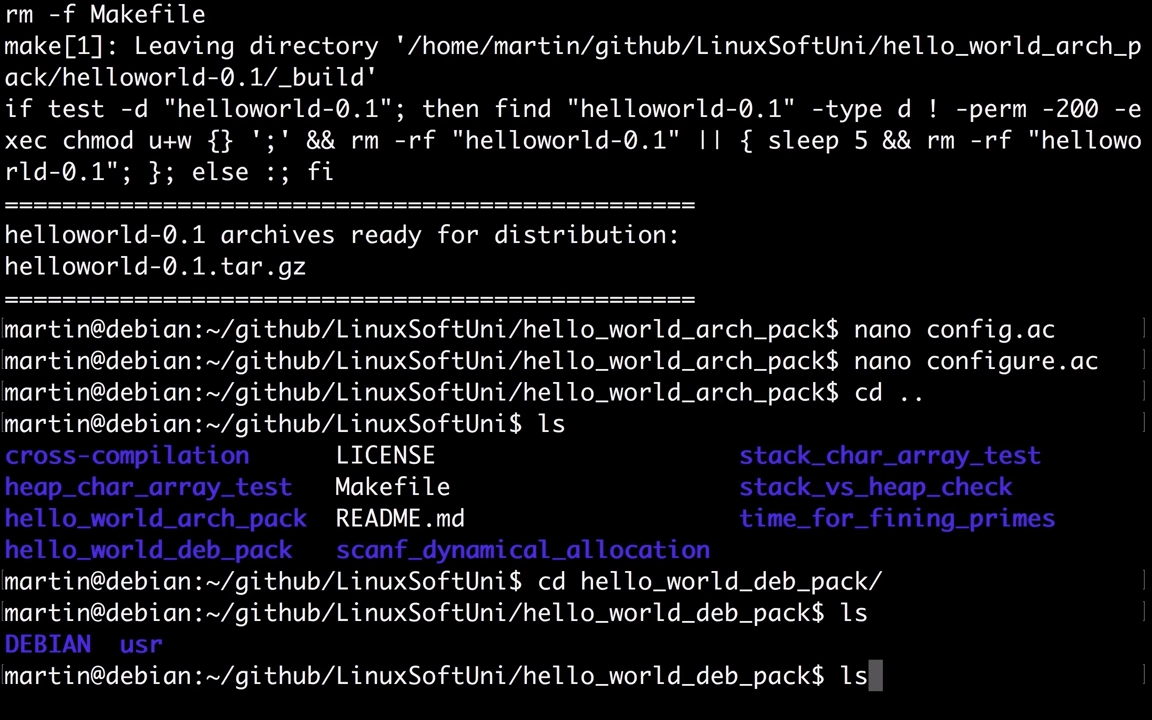 rm -f Makefile
make[1]: Leaving directory '/home/martin/github/LinuxSoftUni/hello_world_arch_p
ack/helloworld-0.1/_build'
if test -d "helloworld-0.1"; then find "helloworld-0.1" -type d ! -perm -200 -e
xec chmod u+w {} ';' && rm -rf "helloworld-0.1" || { sleep 5 && rm -rf "hellowo
rld-0.1"; }; else :; fi
================================================
helloworld-0.1 archives ready for distribution:
helloworld-0.1.tar.gz
================================================
martin@debian:~/github/LinuxSoftUni/hello_world_arch_pack$ nano config.ac
martin@debian:~/github/LinuxSoftUni/hello_world_arch_pack$ nano configure.ac
martin@debian:~/github/LinuxSoftUni/hello_world_arch_pack$ cd ..
martin@debian:~/github/LinuxSoftUni$ ls
cross-compilation LICENSE stack_char_array_test
heap_char_array_test Makefile stack_vs_heap_check
hello_world_arch_pack README.md time_for_fining_primes
hello_world_deb_pack scanf_dynamical_allocation
martin@debian:~/github/LinuxSoftUni$ cd hello_world_deb_pack/
martin@debian:~/github/LinuxSoftUni/hello_world_deb_pack$ ls
DEBIAN usr
martin@debian:~/github/LinuxSoftUni/hello_world_deb_pack$ ls